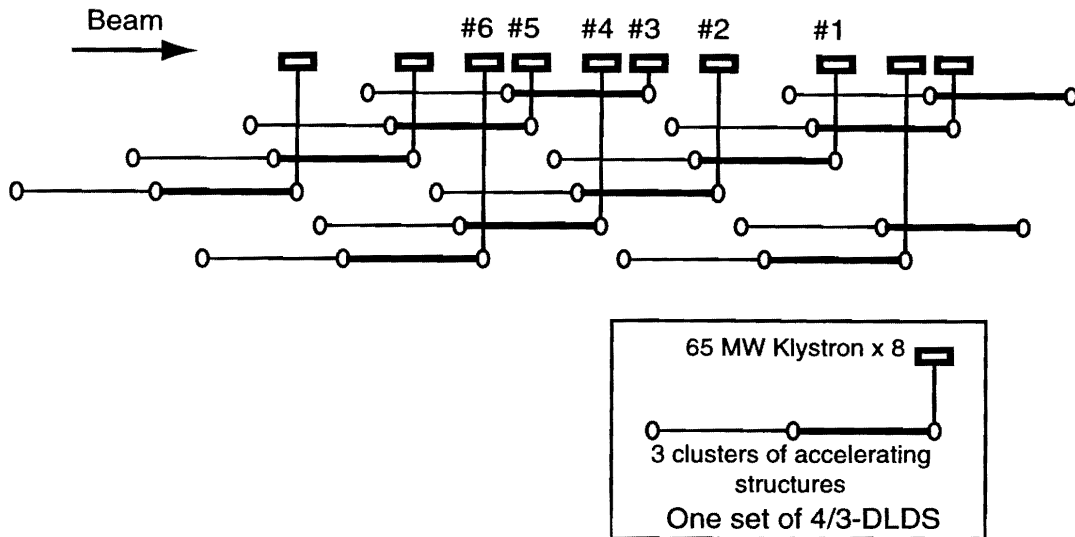 Beam
#6 #5 #4 #3 #2 #1
65 MW Klystron x 8
3 clusters of accelerating
structures
One set of 4/3-DLDS